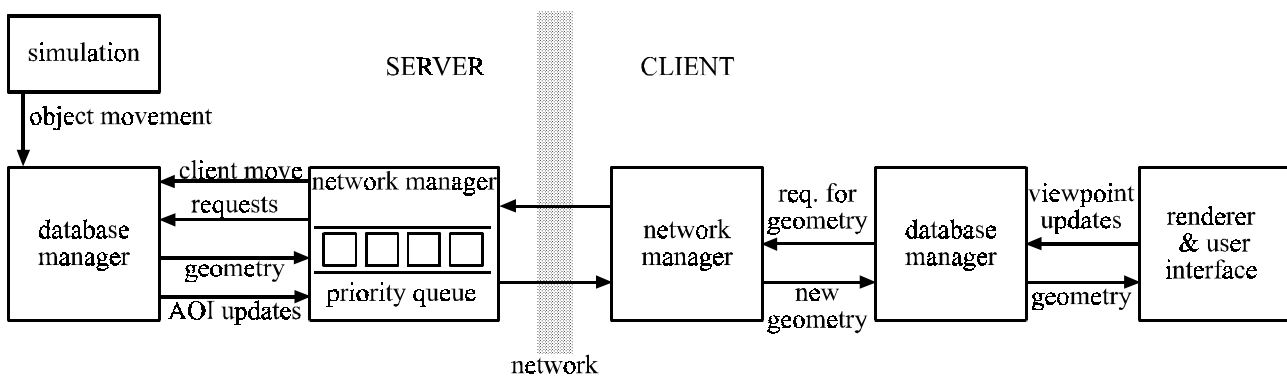 simulation
SERVER
CLIENT
object movement
client move
network manager
requests
database
manager
geometry
AOI updates
priority queue
network
network
manager
req. for
geometry
new
geometry
database
manager
viewpoint
updates
geometry
renderer
& user
interface